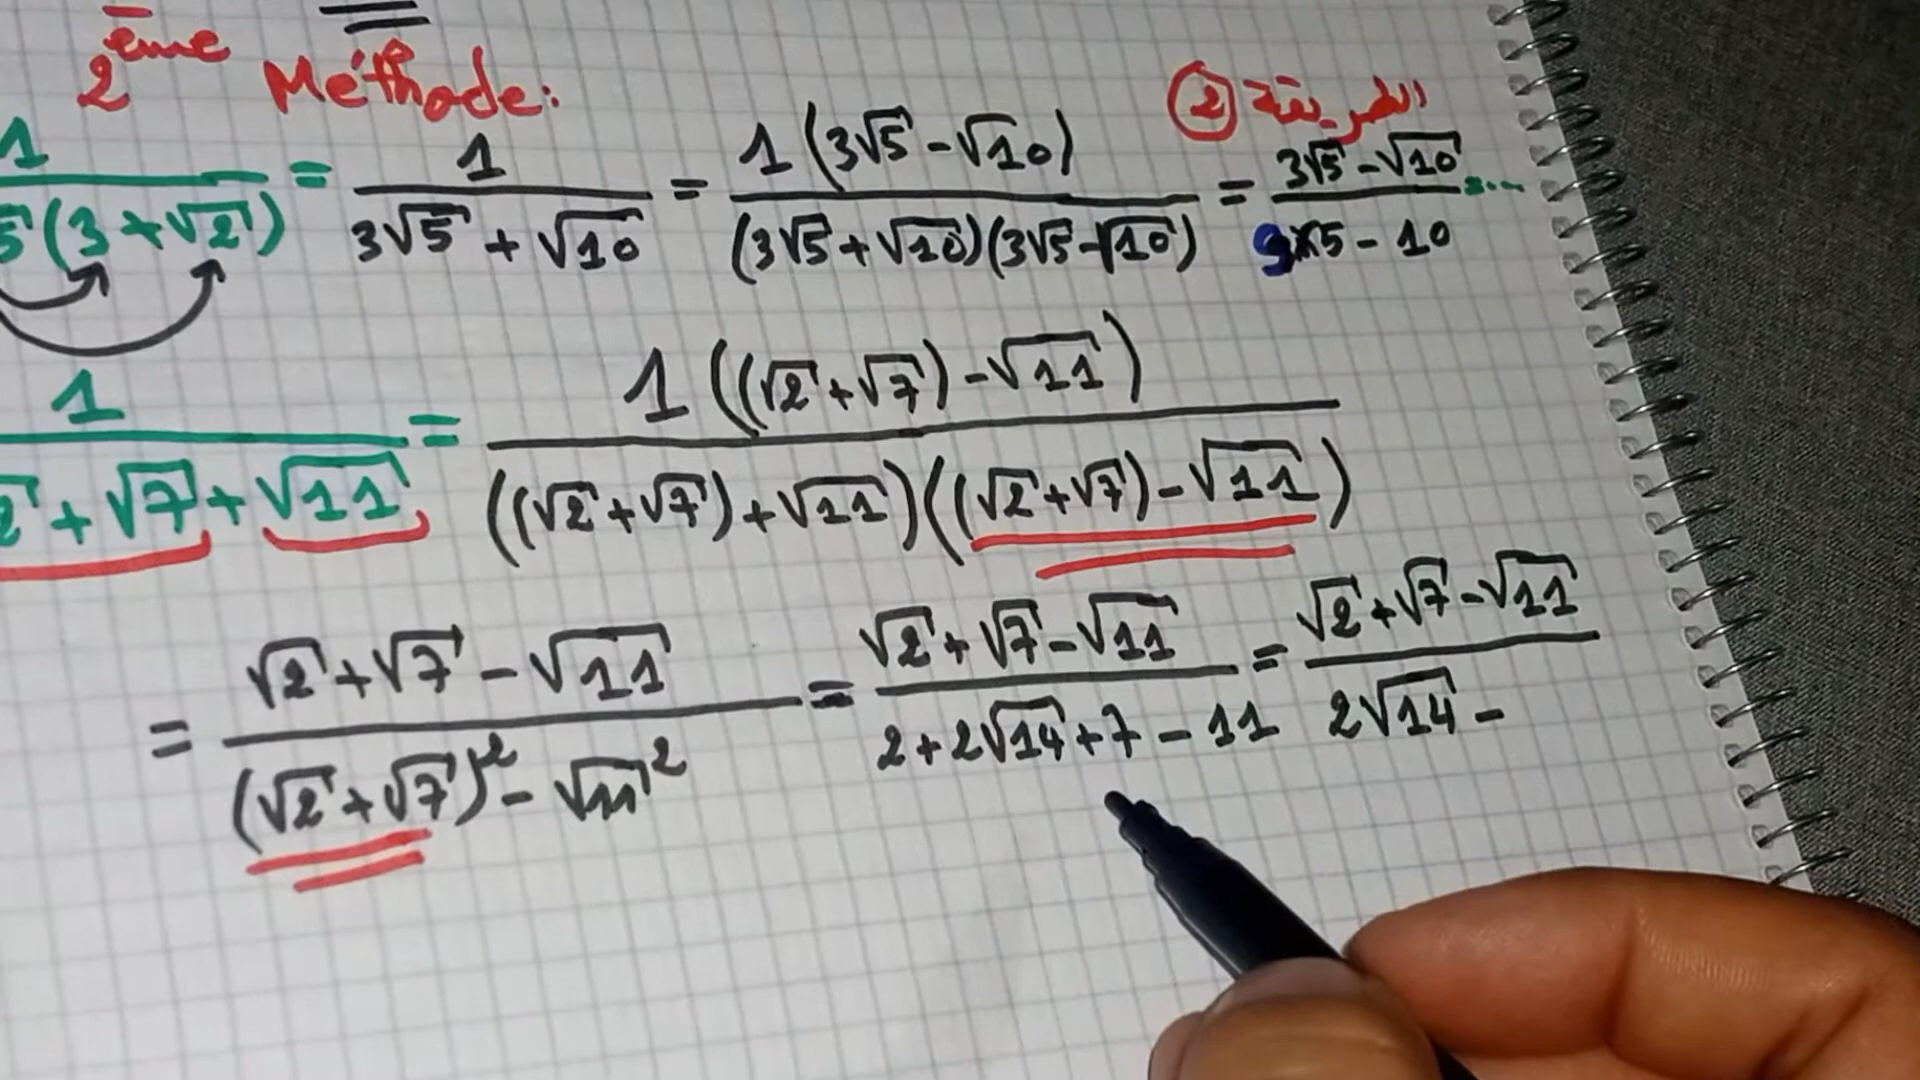 2ème Méthode:
الطريقة ②
1/(√5(3+√2)) = 1/(3√5+√10) = 1(3√5-√10)/((3√5+√10)(3√5-√10)) = (3√5-√10)/(9×5-10) ....
1/(√2+√7+√11) = 1((√2+√7)-√11)/(((√2+√7)+√11)((√2+√7)-√11))
= (√2+√7-√11)/((√2+√7)²-√11²) = (√2+√7-√11)/(2+2√14+7-11) = (√2+√7-√11)/(2√14-